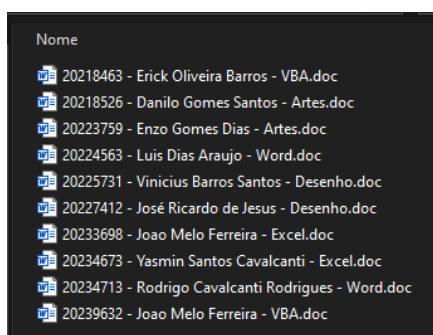 Nome
20218463 - Erick Oliveira Barros - VBA.doc
20218526 - Danilo Gomes Santos - Artes.doc
20223759 - Enzo Gomes Dias - Artes.doc
20224563 - Luis Dias Araujo - Word.doc
20225731 - Vinicius Barros Santos - Desenho.doc
20227412 - José Ricardo de Jesus - Desenho.doc
20233698 - Joao Melo Ferreira - Excel.doc
20234673 - Yasmin Santos Cavalcanti - Excel.doc
20234713 - Rodrigo Cavalcanti Rodrigues - Word.doc
20239632 - Joao Melo Ferreira - VBA.doc